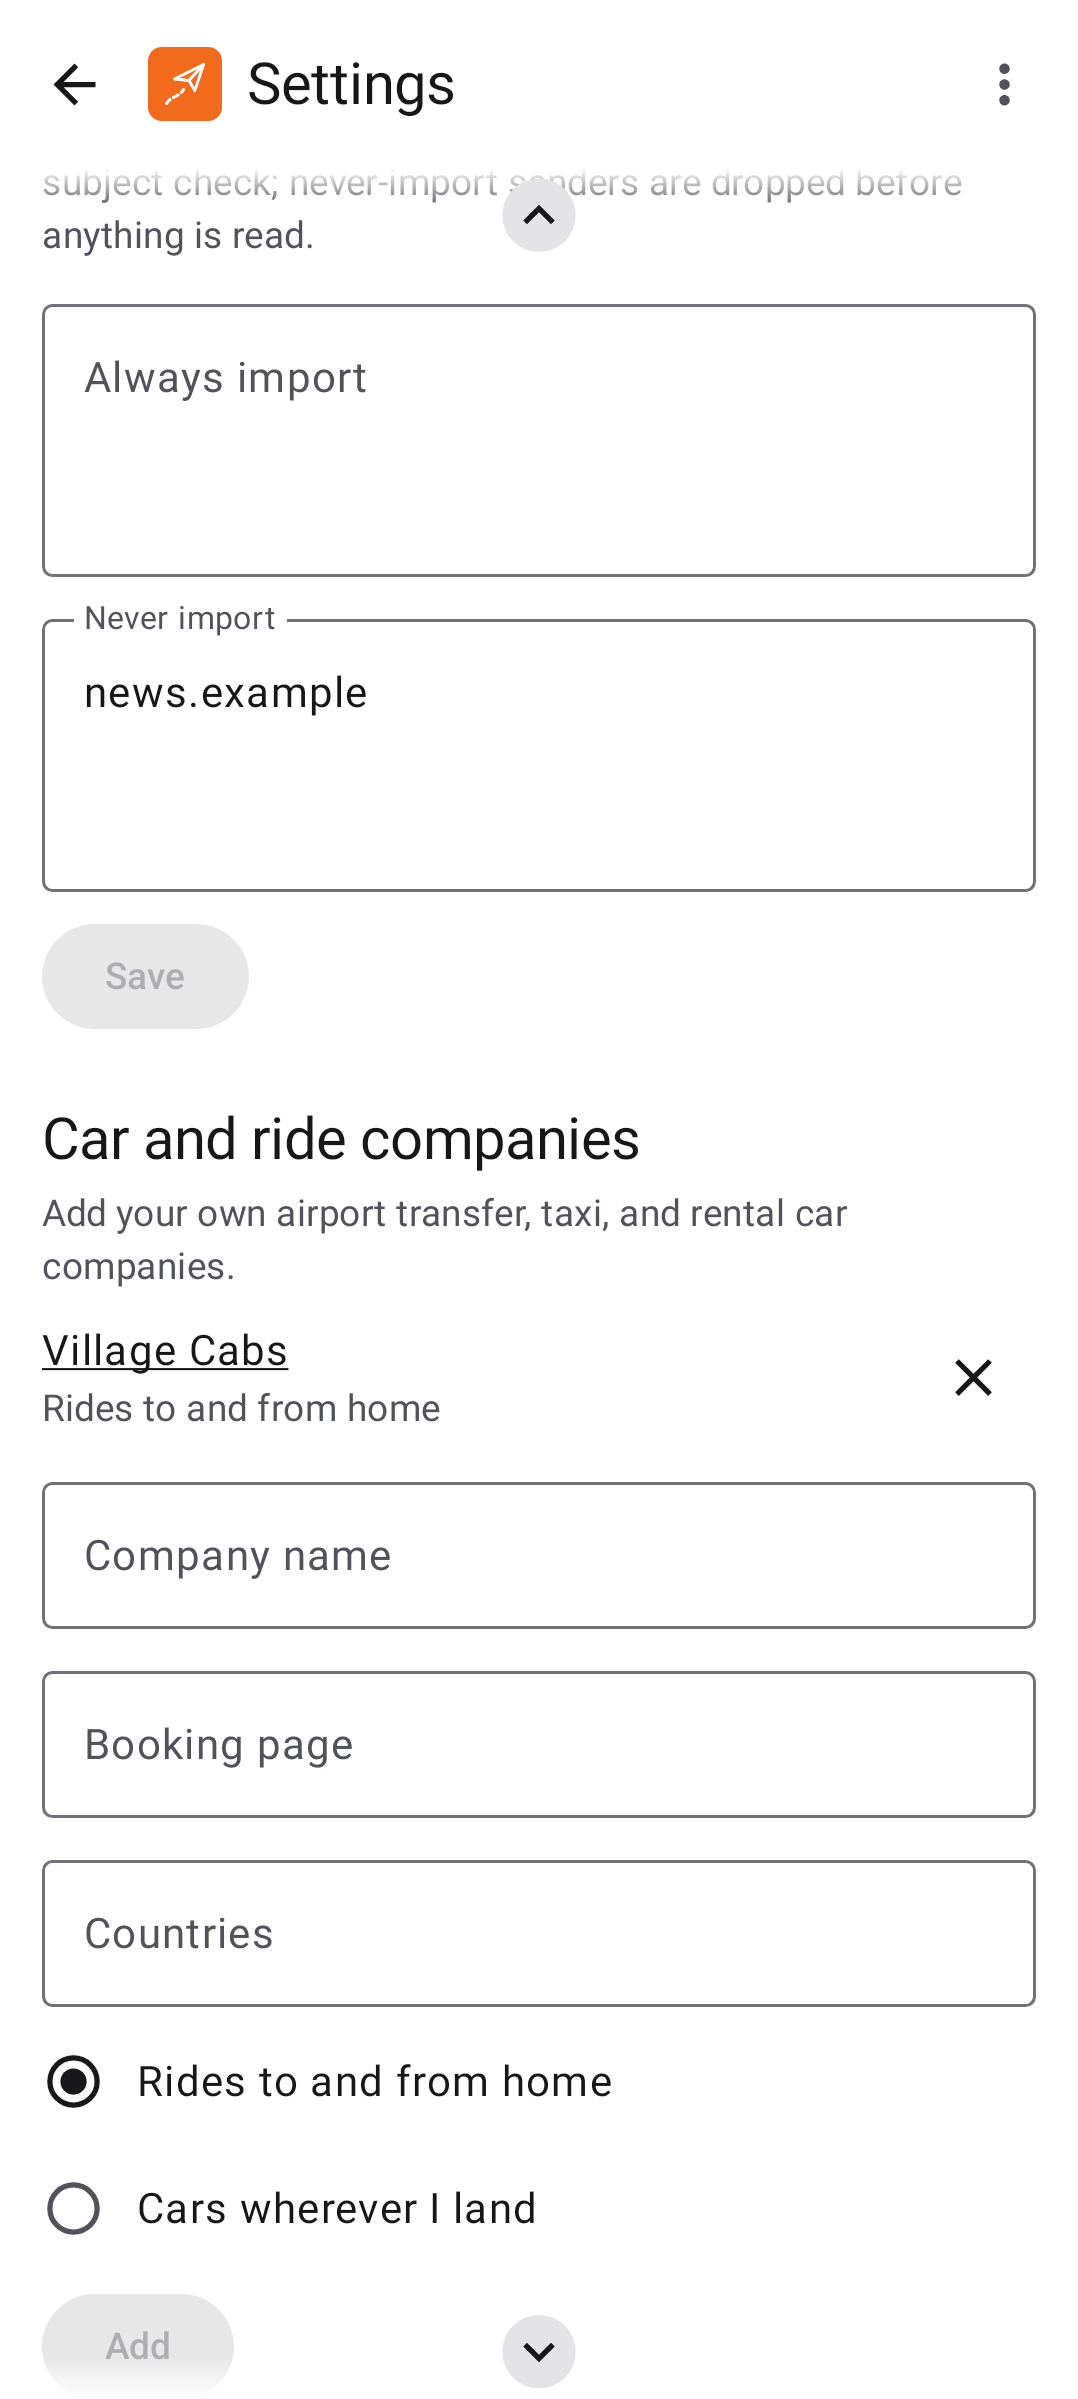 Settings
subject check; never-import senders are dropped before
anything is read.
Always import
Never import
news.example
Save
Car and ride companies
Add your own airport transfer, taxi, and rental car
companies.
Village Cabs
Rides to and from home
Company name
Booking page
Countries
Rides to and from home
Cars wherever I land
Add